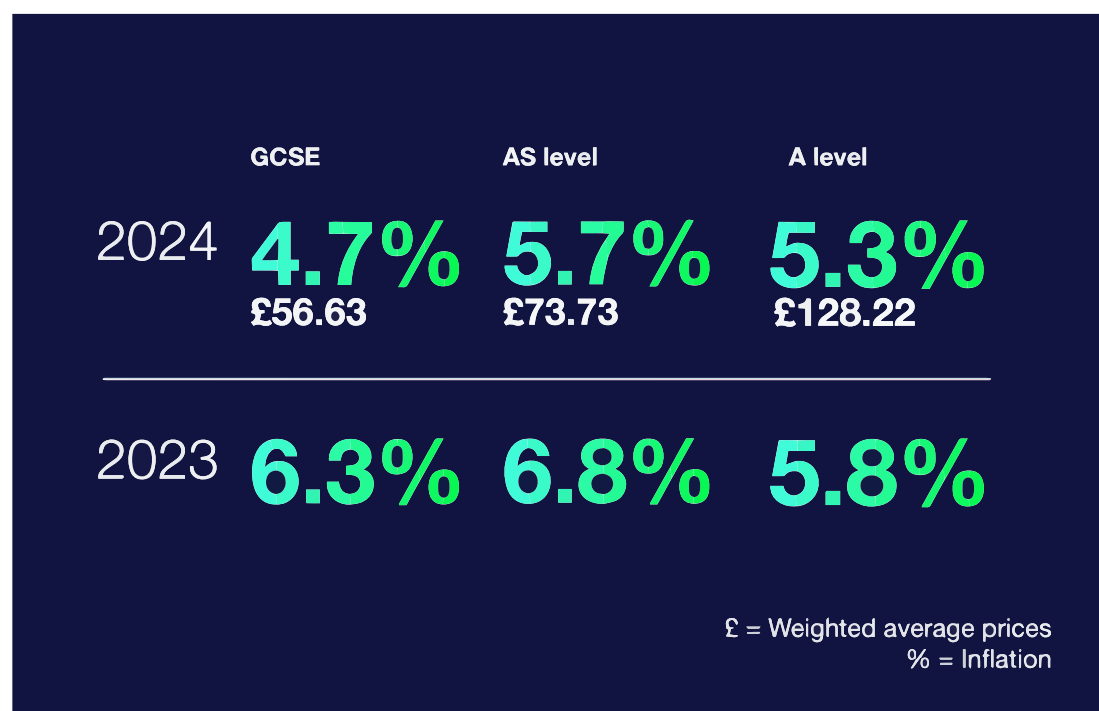 GCSE AS level A level
2024 4.7% 5.7% 5.3%
£56.63 £73.73 £128.22
2023 6.3% 6.8% 5.8%
£ = Weighted average prices
% = Inflation